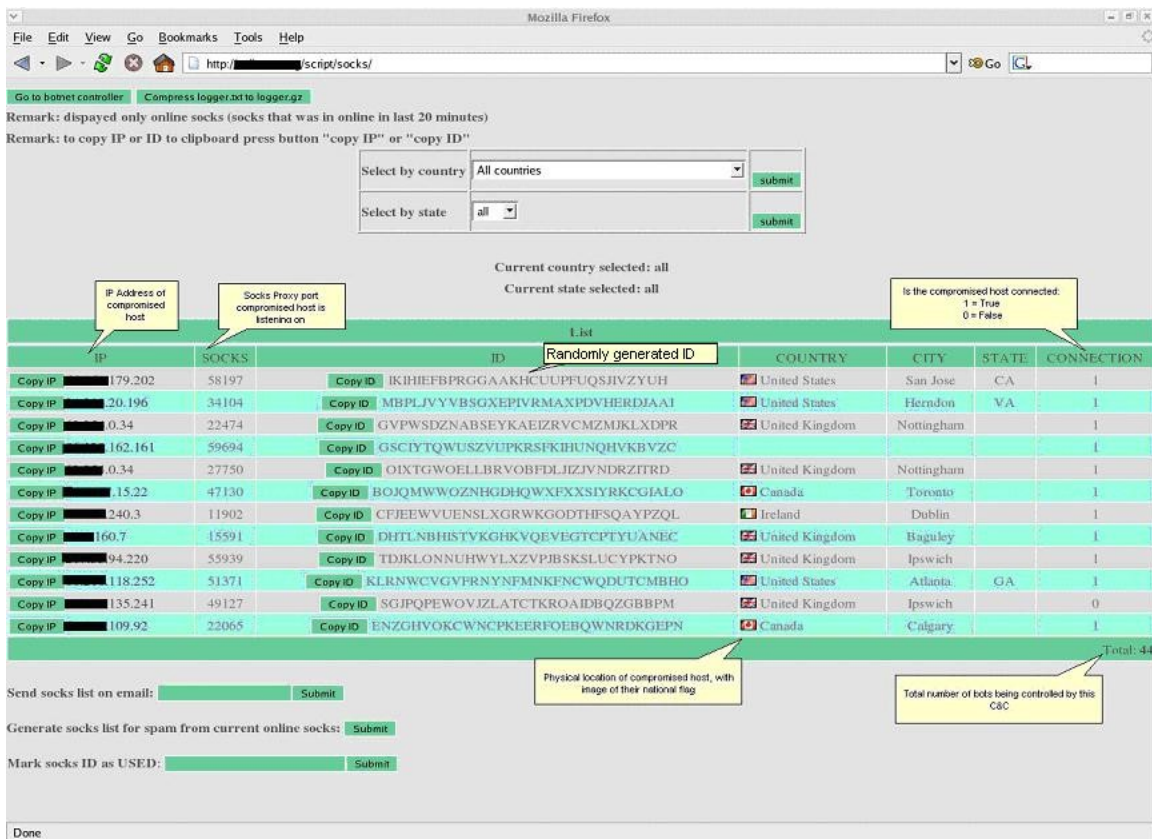 Mozilla Firefox
File Edit View Go Bookmarks Tools Help
http:/ /script/socks/ Go G
Go to botnet controller Compress logger.txt to logger.gz
Remark: dispayed only online socks (socks that was in online in last 20 minutes)
Remark: to copy IP or ID to clipboard press button "copy IP" or "copy ID"
Select by country All countries submit
Select by state all submit
Current country selected: all
Current state selected: all
IP Address of
compromised
host
Socks Proxy port
compromised host is
listening on
Is the compromised host connected:
1 = True
0 = False
List
IP SOCKS ID COUNTRY CITY STATE CONNECTION
Randomly generated ID
Copy IP 179.202 58197 Copy ID IKIHIEFBPRGGAAKHCUUPFUQSJIVZYUH United States San Jose CA 1
Copy IP .20.196 34104 Copy ID MBPLJVYVBSGXEPIVRMAXPDVHERDJAAI United States Herndon VA 1
Copy IP .0.34 22474 Copy ID GVPWSDZNABSEYKAEIZRVCMZMJKLXDPR United Kingdom Nottingham 1
Copy IP .162.161 59694 Copy ID GSCIYTQWUSZVUPKRSFKIHUNQHVKBVZC 1
Copy IP .0.34 27750 Copy ID OIXTGWOELLBRVOBFDLJIZJVNDRZITRD United Kingdom Nottingham 1
Copy IP .15.22 47130 Copy ID BOJQMWWOZNHGDHQWXFXXSIYRKCGIALO Canada Toronto 1
Copy IP 240.3 11902 Copy ID CFJEEWVUENSLXGRWKGODTHFSQAYPZQL Ireland Dublin 1
Copy IP 160.7 15591 Copy ID DHTLNBHISTVKGHKVQEVEGTCPTYUANEC United Kingdom Baguley 1
Copy IP 94.220 55939 Copy ID TDJKLONNUHWYLXZVPJBSKSLUCYPKTNO United Kingdom Ipswich 1
Copy IP .118.252 51371 Copy ID KLRNWCVGVFRNYNFMNKFNCWQDUTCMBHO United States Atlanta GA 1
Copy IP 135.241 49127 Copy ID SGJPQPEWOVJZLATCTKROAIDBQZGBBPM United Kingdom Ipswich 0
Copy IP .109.92 22065 Copy ID ENZGHVOKCWNCPKEERFOEBQWNRDKGEPN Canada Calgary 1
Total: 44
Physical location of compromised host, with
image of their national flag
Total number of bots being controlled by this
C&C
Send socks list on email: Submit
Generate socks list for spam from current online socks: Submit
Mark socks ID as USED: Submit
Done